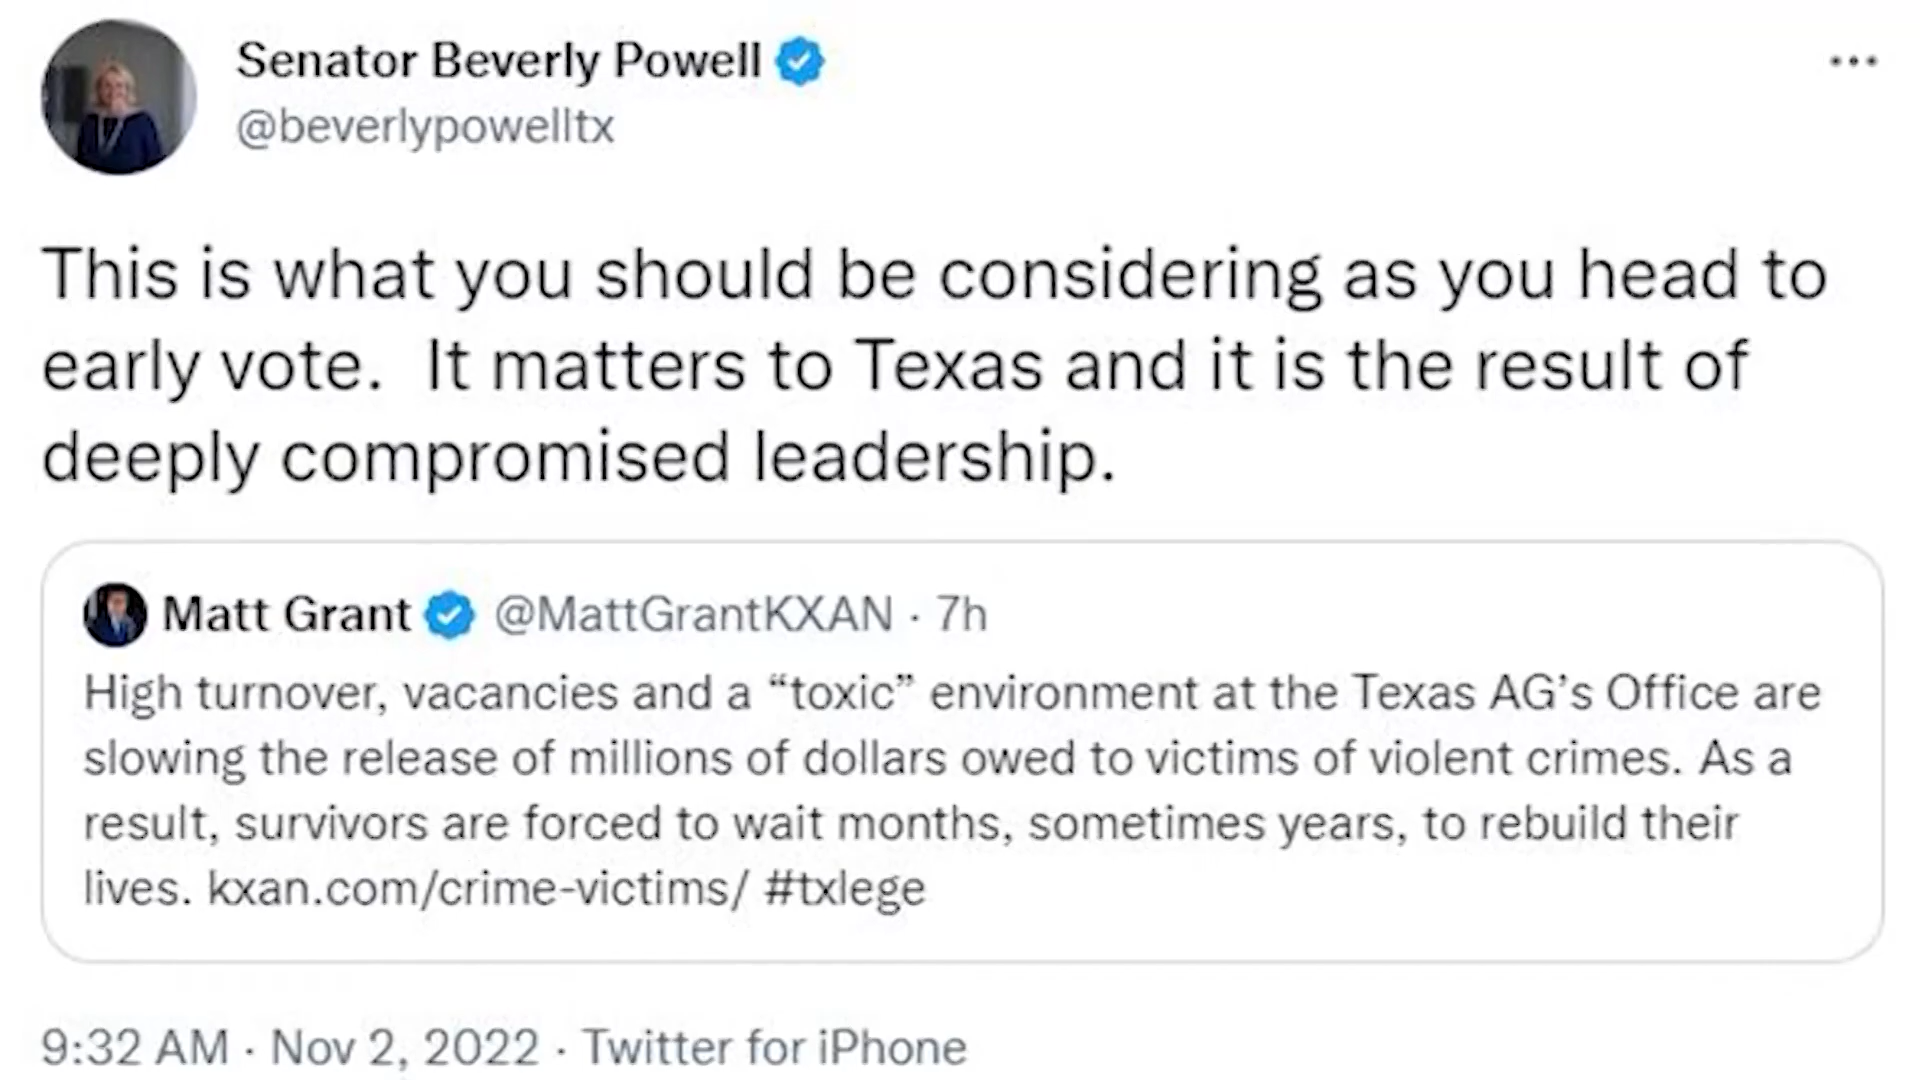 Senator Beverly Powell
@beverlypowelltx
This is what you should be considering as you head to
early vote.  It matters to Texas and it is the result of
deeply compromised leadership.
Matt Grant @MattGrantKXAN · 7h
High turnover, vacancies and a “toxic” environment at the Texas AG’s Office are
slowing the release of millions of dollars owed to victims of violent crimes. As a
result, survivors are forced to wait months, sometimes years, to rebuild their
lives. kxan.com/crime-victims/ #txlege
9:32 AM · Nov 2, 2022 · Twitter for iPhone